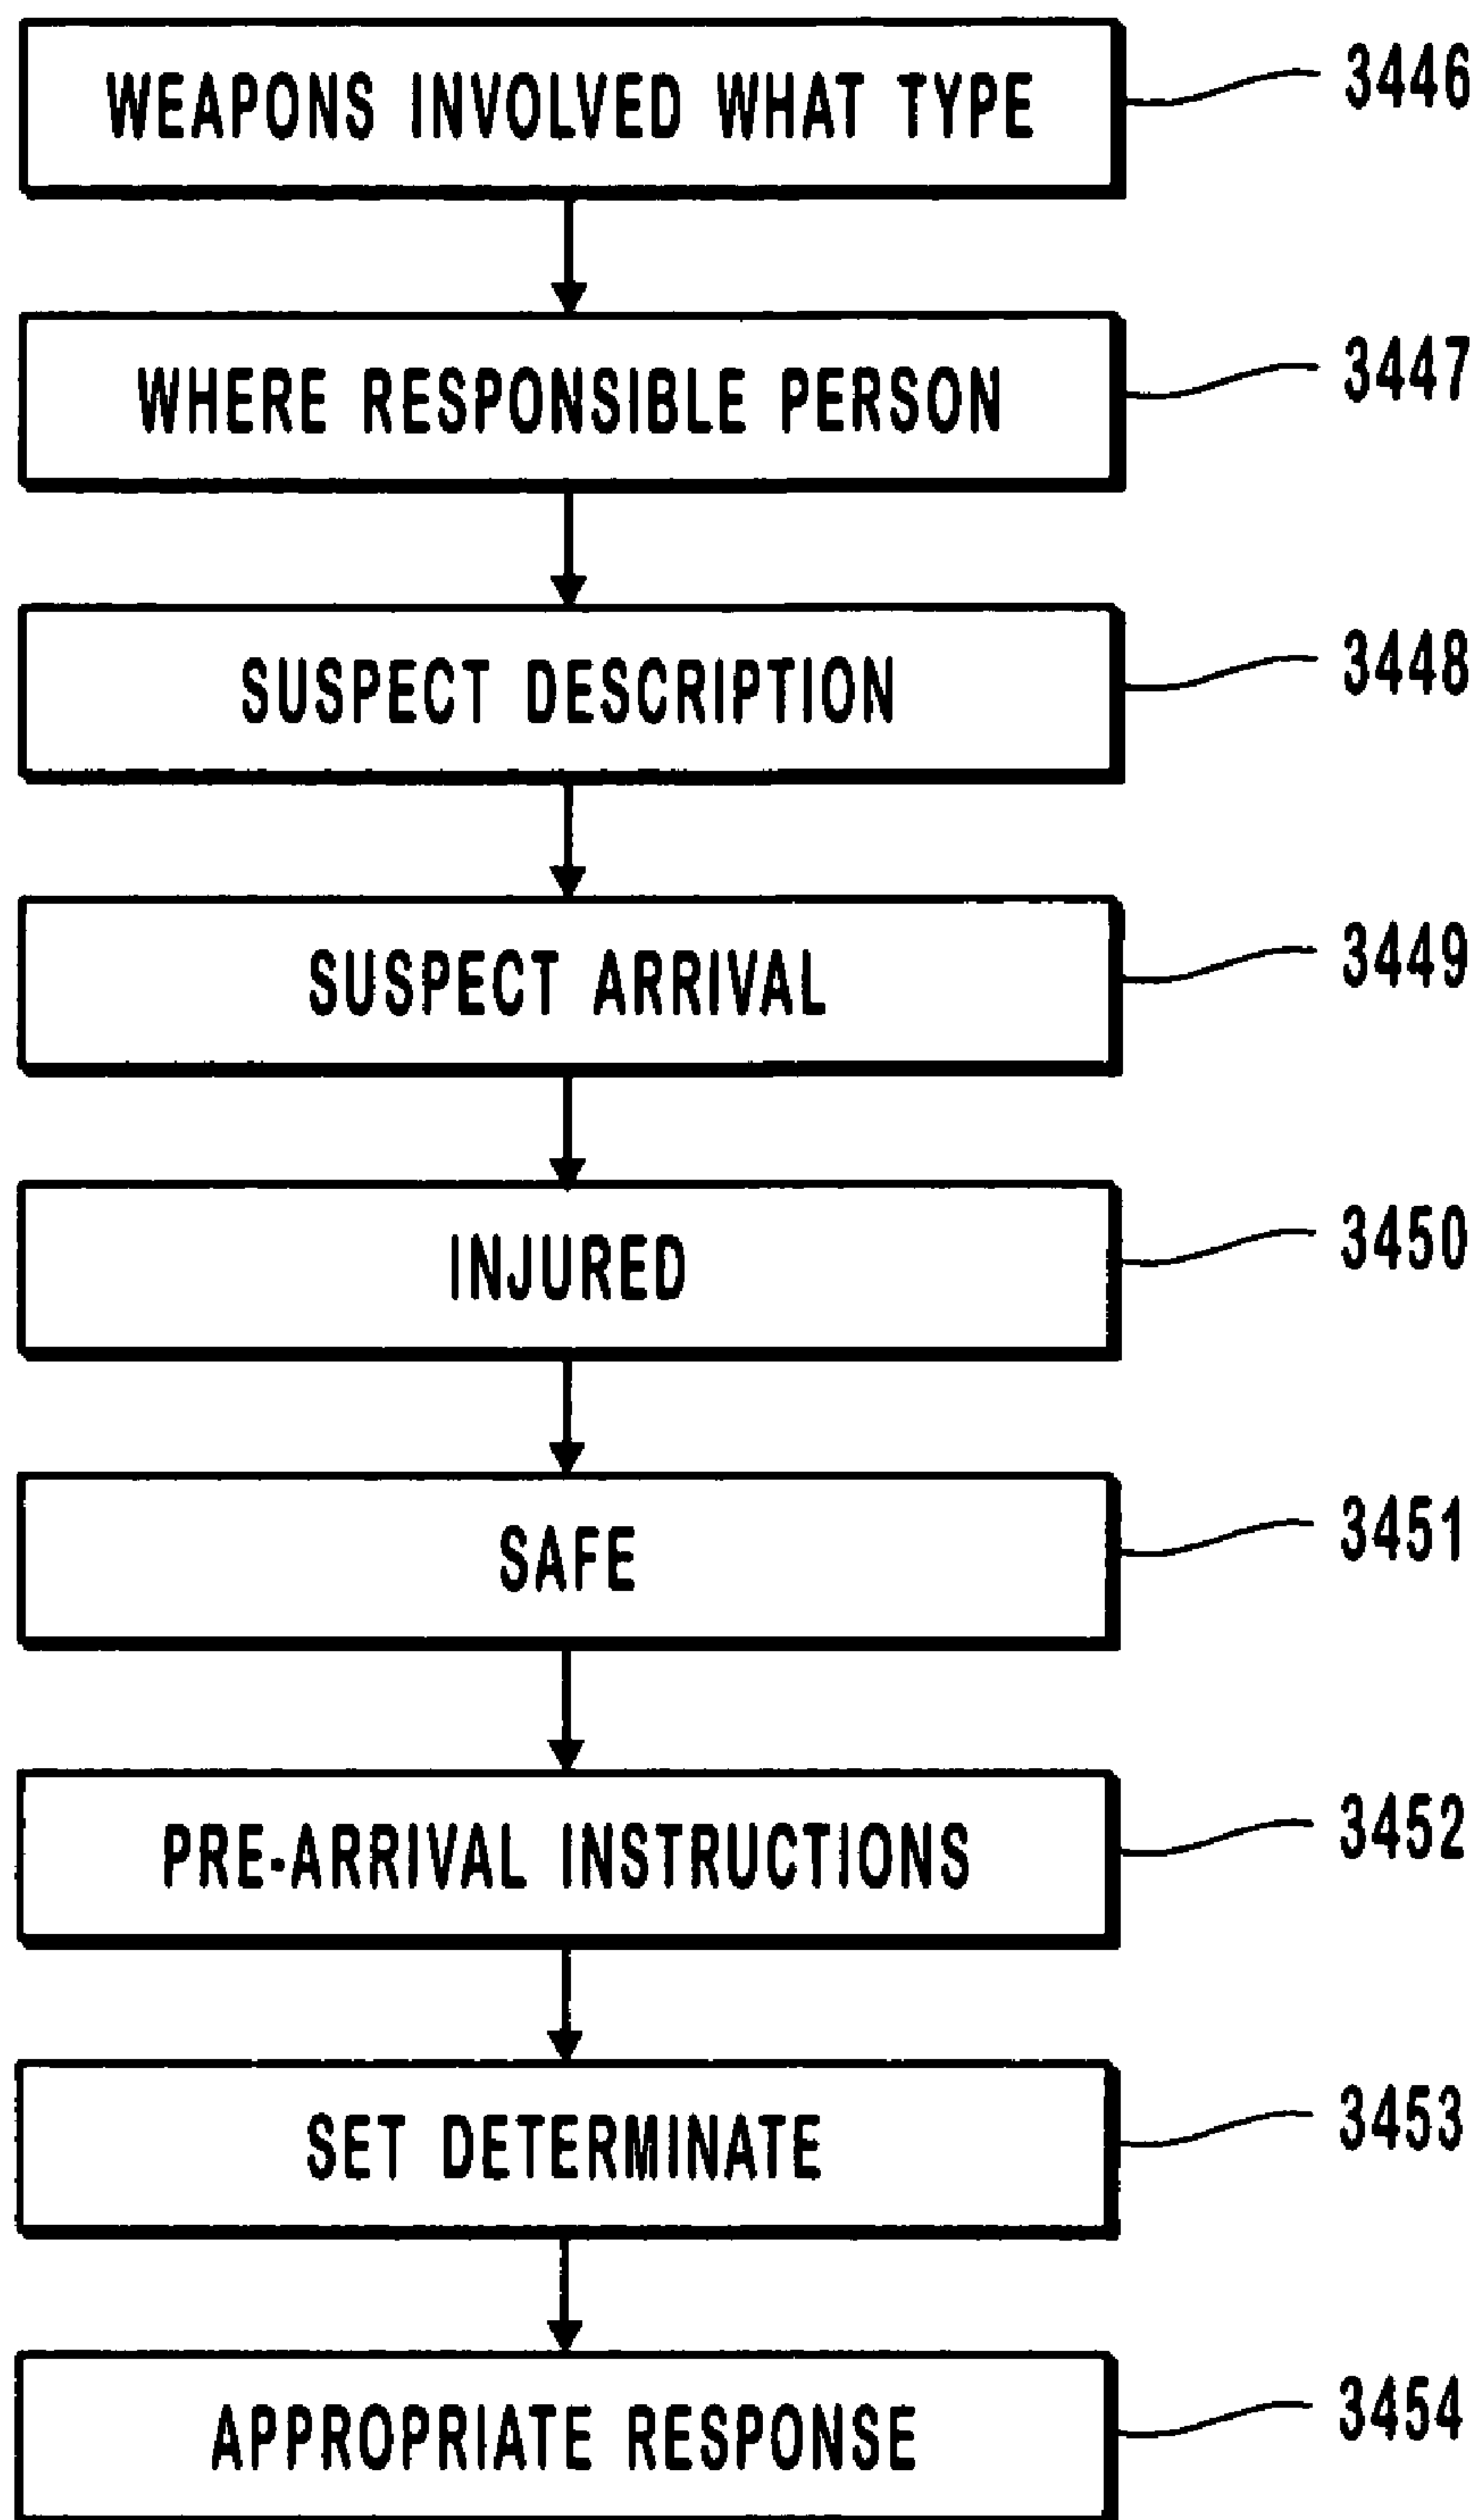 WEAPONS INVOLVED WHAT TYPE 3446
WHERE RESPONSIBLE PERSON 3447
SUSPECT DESCRIPTION 3448
SUSPECT ARRIVAL 3449
INJURED 3450
SAFE 3451
PRE-ARRIVAL INSTRUCTIONS 3452
SET DETERMINATE 3453
APPROPRIATE RESPONSE 3454